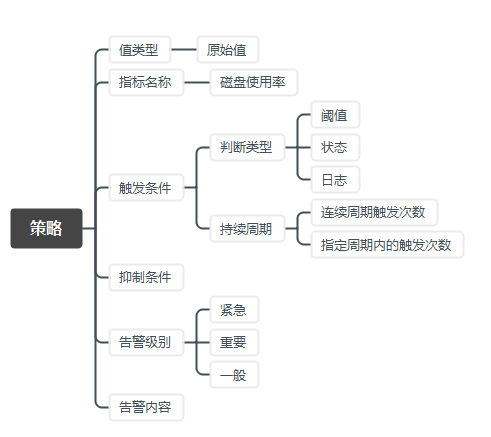 策略
值类型
原始值
指标名称
磁盘使用率
触发条件
判断类型
阈值
状态
日志
持续周期
连续周期触发次数
指定周期内的触发次数
抑制条件
告警级别
紧急
重要
一般
告警内容